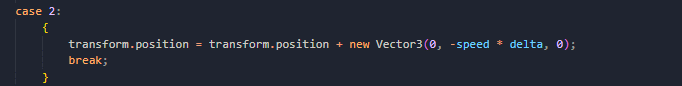 case 2:
{
transform.position = transform.position + new Vector3(0, -speed * delta, 0);
break;
}